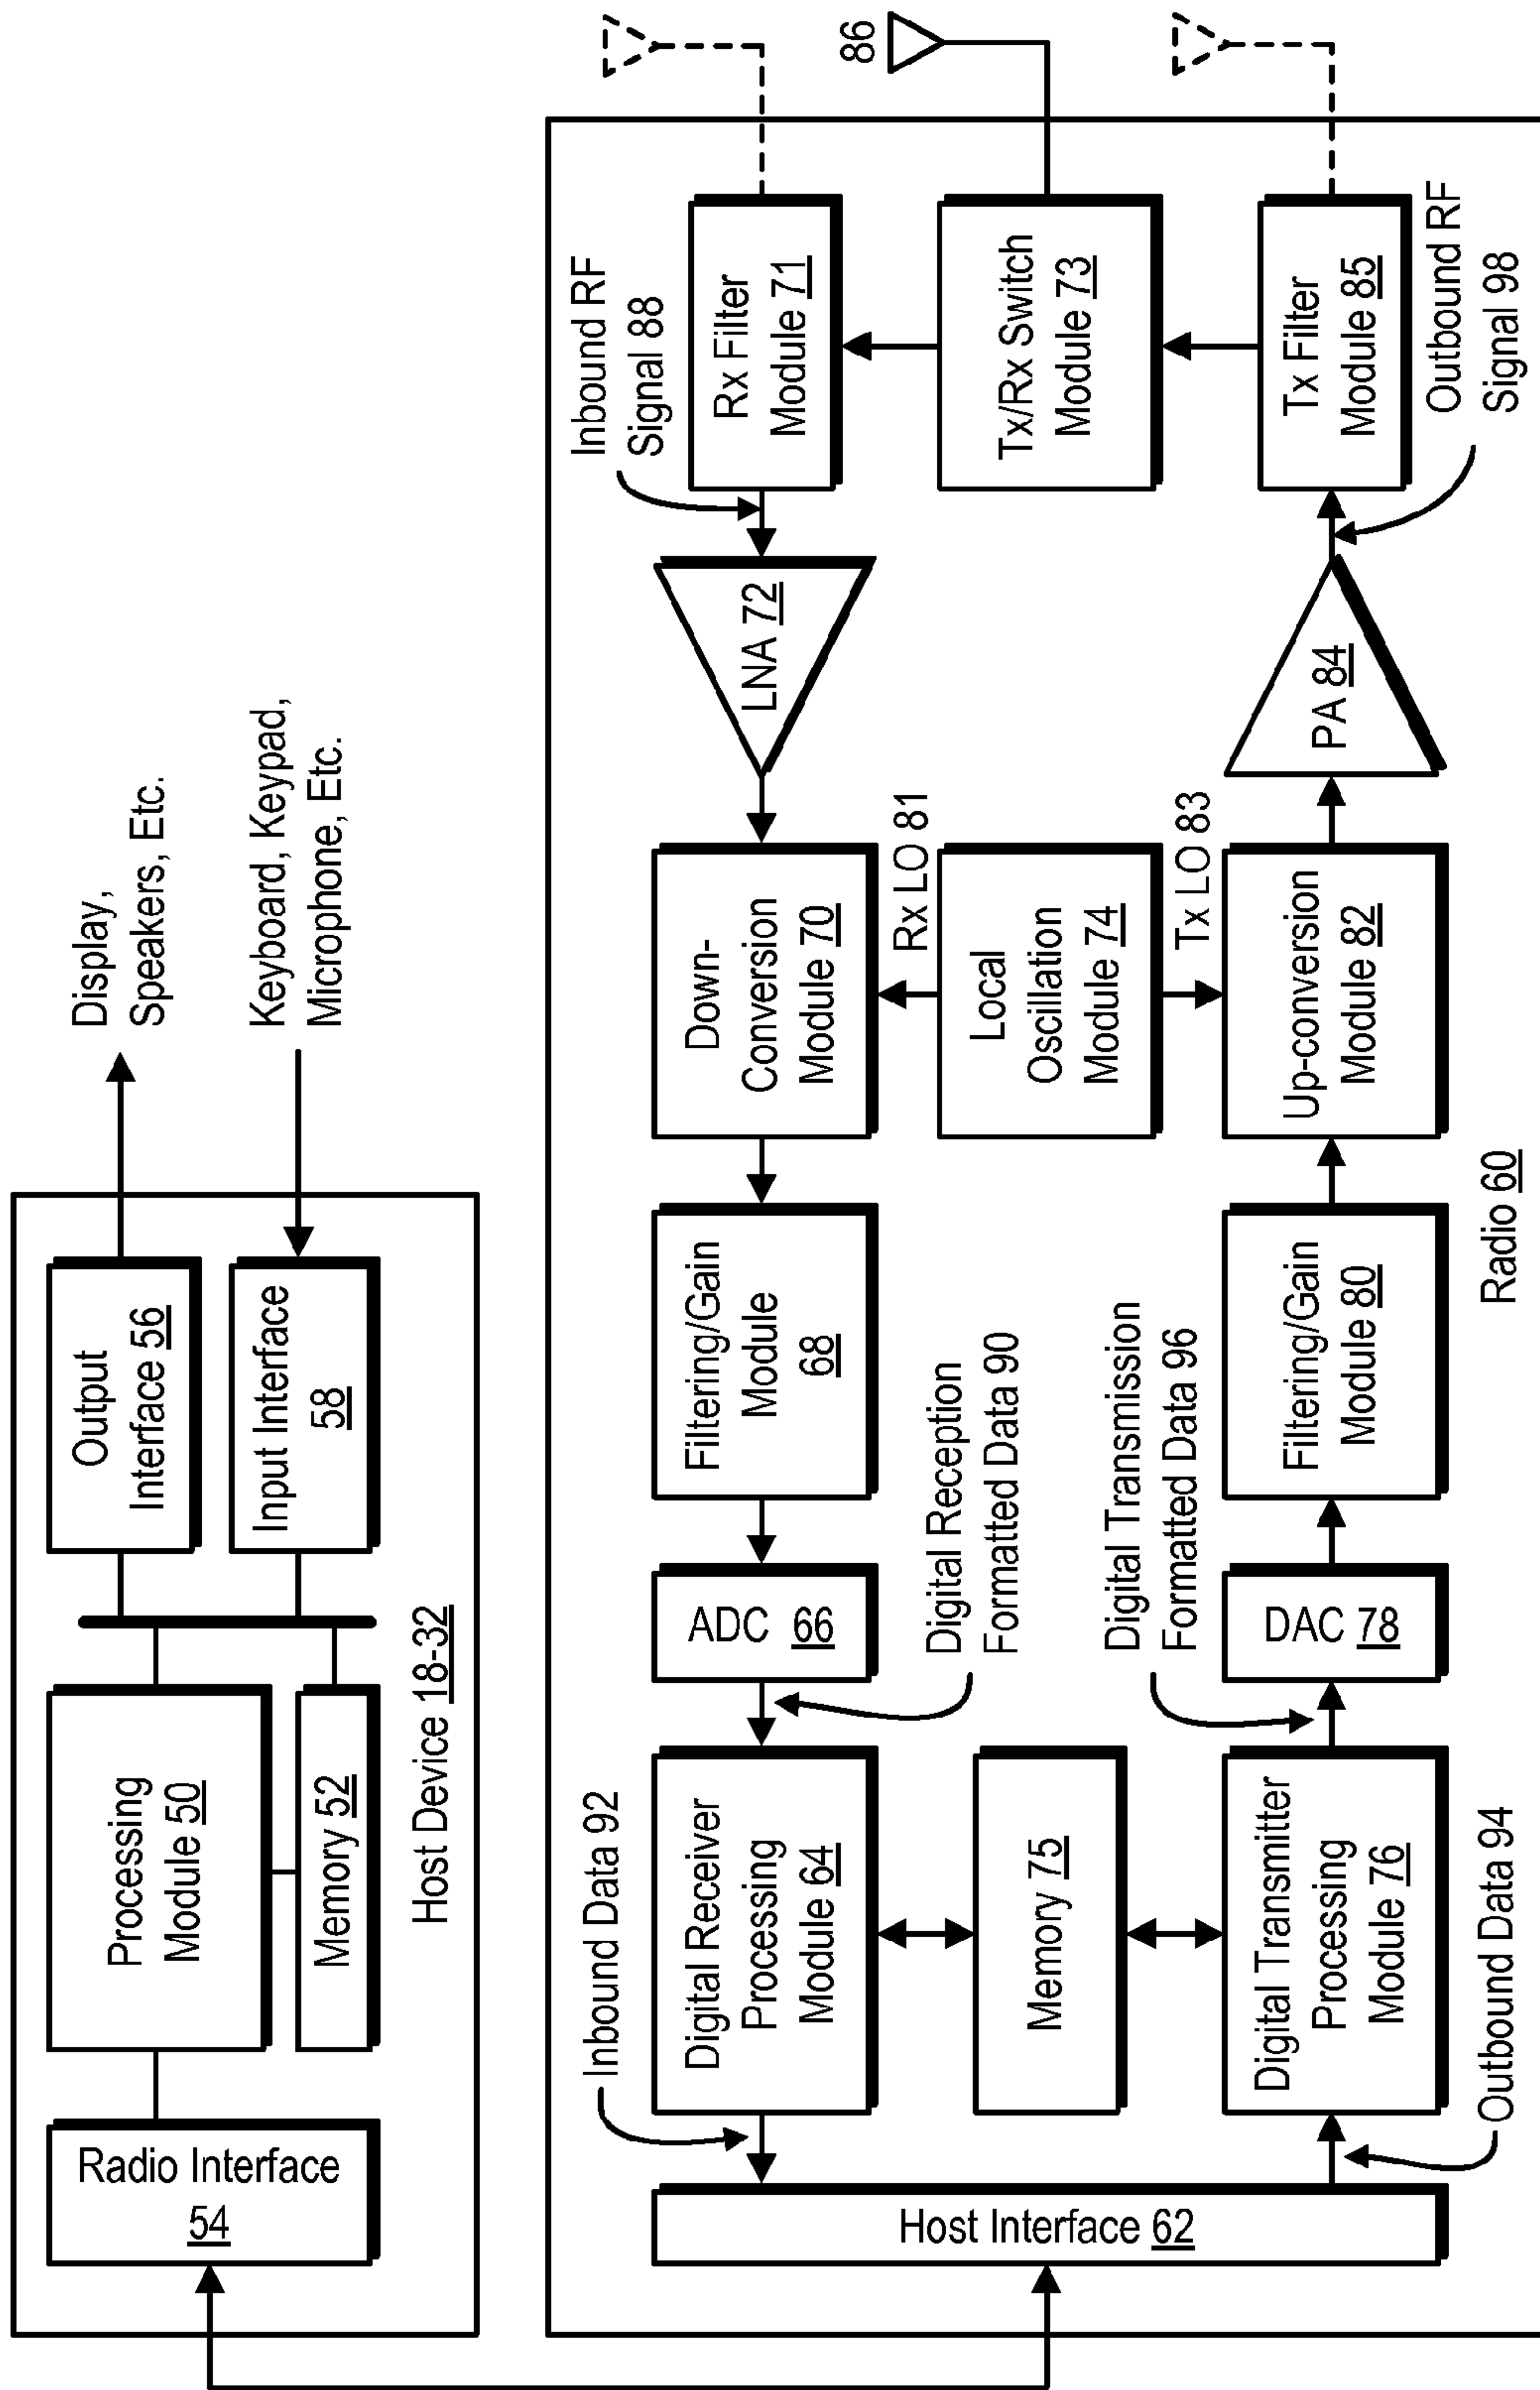 Radio Interface
54
Processing
Module 50
Memory 52
Output
Interface 56
Input Interface
58
Display,
Speakers, Etc.
Keyboard, Keypad,
Microphone, Etc.
Host Device 18-32
Host Interface 62
Inbound Data 92
Digital Receiver
Processing
Module 64
Digital Reception
Formatted Data 90
ADC 66
Filtering/Gain
Module
68
Down-
Conversion
Module 70
LNA 72
Inbound RF
Signal 88
Rx Filter
Module 71
Memory 75
Rx LO 81
Local
Oscillation
Module 74
Tx LO 83
Tx/Rx Switch
Module 73
86
Outbound Data 94
Digital Transmitter
Processing
Module 76
Digital Transmission
Formatted Data 96
DAC 78
Filtering/Gain
Module 80
Up-conversion
Module 82
PA 84
Outbound RF
Signal 98
Tx Filter
Module 85
Radio 60